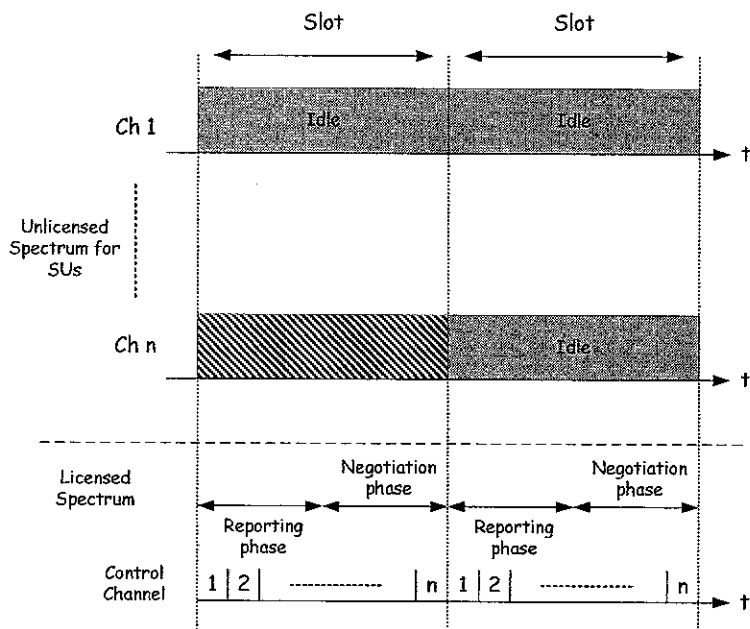 Slot Slot
Idle Idle
Ch 1
t
Unlicensed
Spectrum for
SUs
Ch n
Idle
t
Licensed
Spectrum
Negotiation
phase
Negotiation
phase
Reporting
phase
Reporting
phase
Control
Channel
1 2 n 1 2 n
t